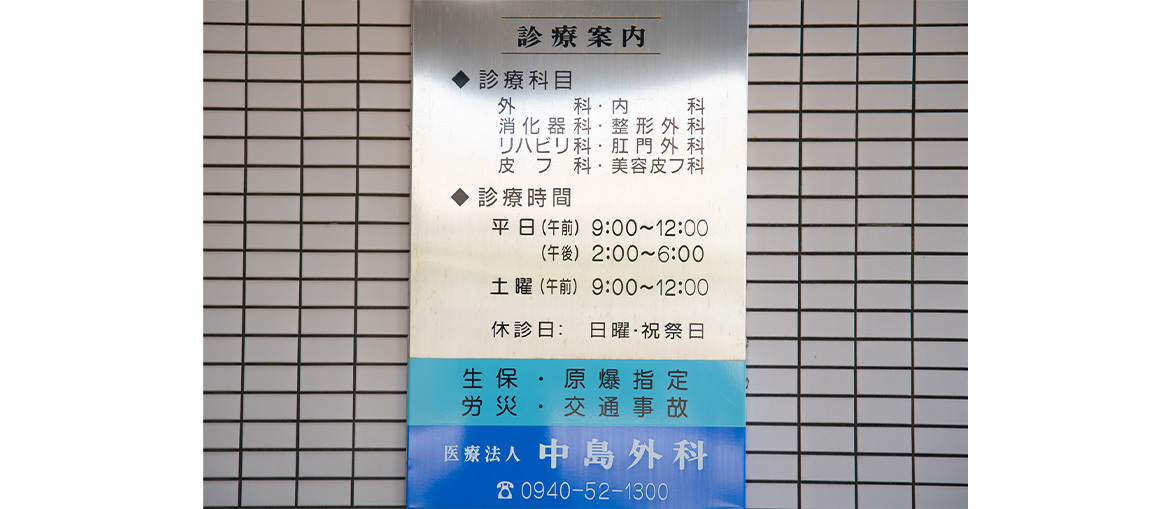 診療案内
◆診療科目
外科・内科
消化器科・整形外科
リハビリ科・肛門外科
皮フ科・美容皮フ科
◆診療時間
平日(午前) 9:00~12:00
(午後) 2:00~6:00
土曜(午前) 9:00~12:00
休診日: 日曜・祝祭日
生保・原爆指定
労災・交通事故
医療法人 中島外科
☎0940-52-1300